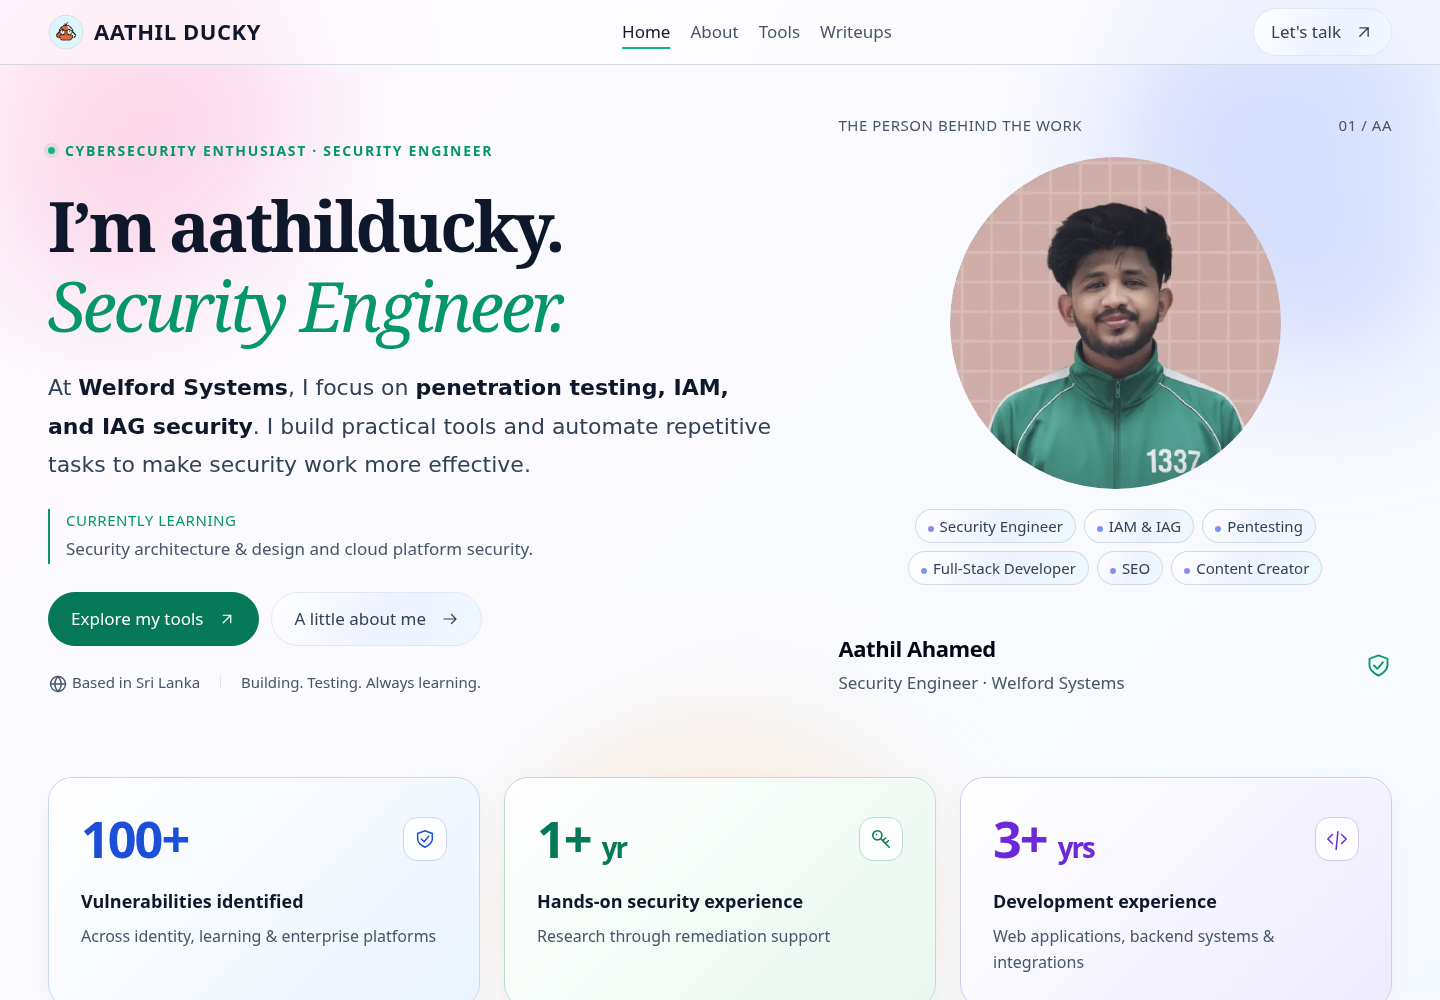 AATHIL DUCKY
Home
About
Tools
Writeups
Let's talk
CYBERSECURITY ENTHUSIAST · SECURITY ENGINEER
I’m aathilducky.
Security Engineer.
At Welford Systems, I focus on penetration testing, IAM,
and IAG security. I build practical tools and automate repetitive
tasks to make security work more effective.
CURRENTLY LEARNING
Security architecture & design and cloud platform security.
Explore my tools
A little about me
Based in Sri Lanka
Building. Testing. Always learning.
THE PERSON BEHIND THE WORK
01 / AA
1337
Security Engineer
IAM & IAG
Pentesting
Full-Stack Developer
SEO
Content Creator
Aathil Ahamed
Security Engineer · Welford Systems
100+
Vulnerabilities identified
Across identity, learning & enterprise platforms
1+ yr
Hands-on security experience
Research through remediation support
3+ yrs
Development experience
Web applications, backend systems &
integrations